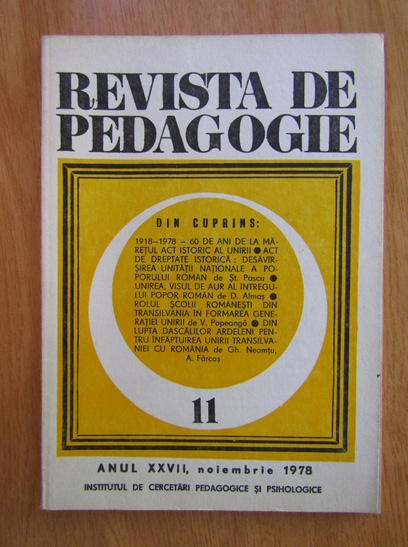 REVISTA DE
PEDAGOGIE
DIN CUPRINS:
1918-1978 - 60 DE ANI DE LA MĂ-
REȚUL ACT ISTORIC AL UNIRII ● ACT
DE DREPTATE ISTORICĂ : DESĂVÎR-
ȘIREA UNITĂȚII NAȚIONALE A PO-
PORULUI ROMÂN de Șt. Pascu ●
UNIREA, VISUL DE AUR AL ÎNTREGU-
LUI POPOR ROMÂN de D. Almaș ●
ROLUL ȘCOLII ROMÂNEȘTI DIN
TRANSILVANIA ÎN FORMAREA GENE-
RAȚIEI UNIRII de V. Popeangă ● DIN
LUPTA DASCĂLILOR ARDELENI PEN-
TRU ÎNFĂPTUIREA UNIRII TRANSILVA-
NIEI CU ROMÂNIA de Gh. Neamțu,
A. Fărcaș
11
ANUL XXVII, noiembrie 1978
INSTITUTUL DE CERCETĂRI PEDAGOGICE ȘI PSIHOLOGICE